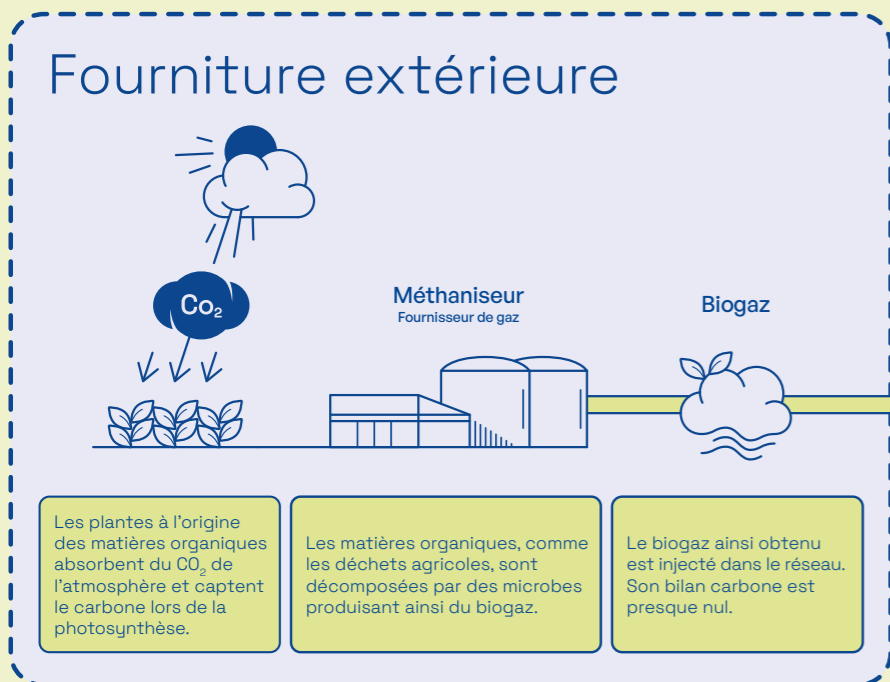 Fourniture extérieure
Co₂
Méthaniseur
Fournisseur de gaz
Biogaz
Les plantes à l'origine
des matières organiques
absorbent du CO₂ de
l'atmosphère et captent
le carbone lors de la
photosynthèse.
Les matières organiques, comme
les déchets agricoles, sont
décomposées par des microbes
produisant ainsi du biogaz.
Le biogaz ainsi obtenu
est injecté dans le réseau.
Son bilan carbone est
presque nul.